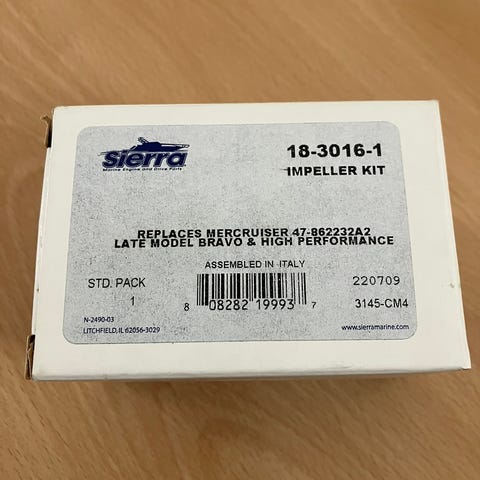 Sierra
Marine Engine and Drive Parts
18-3016-1
IMPELLER KIT
REPLACES MERCRUISER 47-862232A2
LATE MODEL BRAVO & HIGH PERFORMANCE
ASSEMBLED IN ITALY
STD. PACK
1
8 08282 19993 7
220709
3145-CM4
N-2490-03
LITCHFIELD, IL 62056-3029
www.sierramarine.com